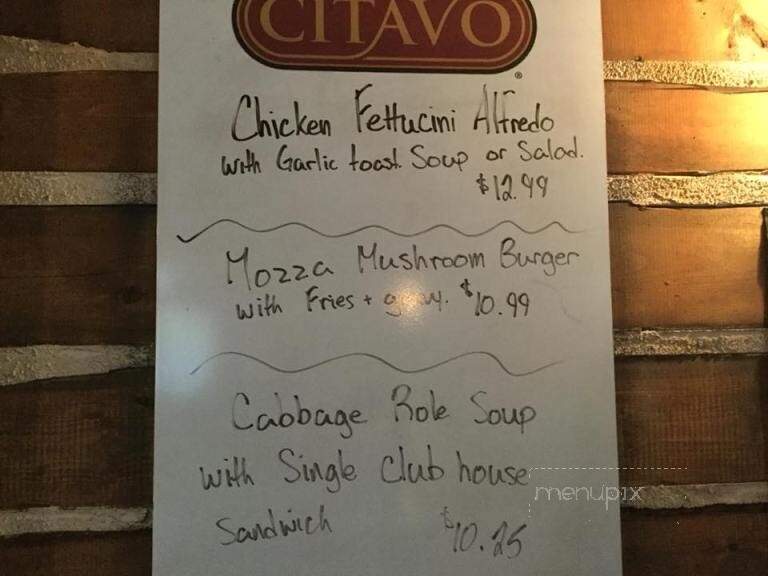 CITAVO
®
Chicken Fettucini Alfredo
with Garlic toast. Soup or Salad.
$12.99
Mozza Mushroom Burger
with Fries + gravy. $10.99
Cabbage Role Soup
with Single Club house
Sandwich $10.25
menupix